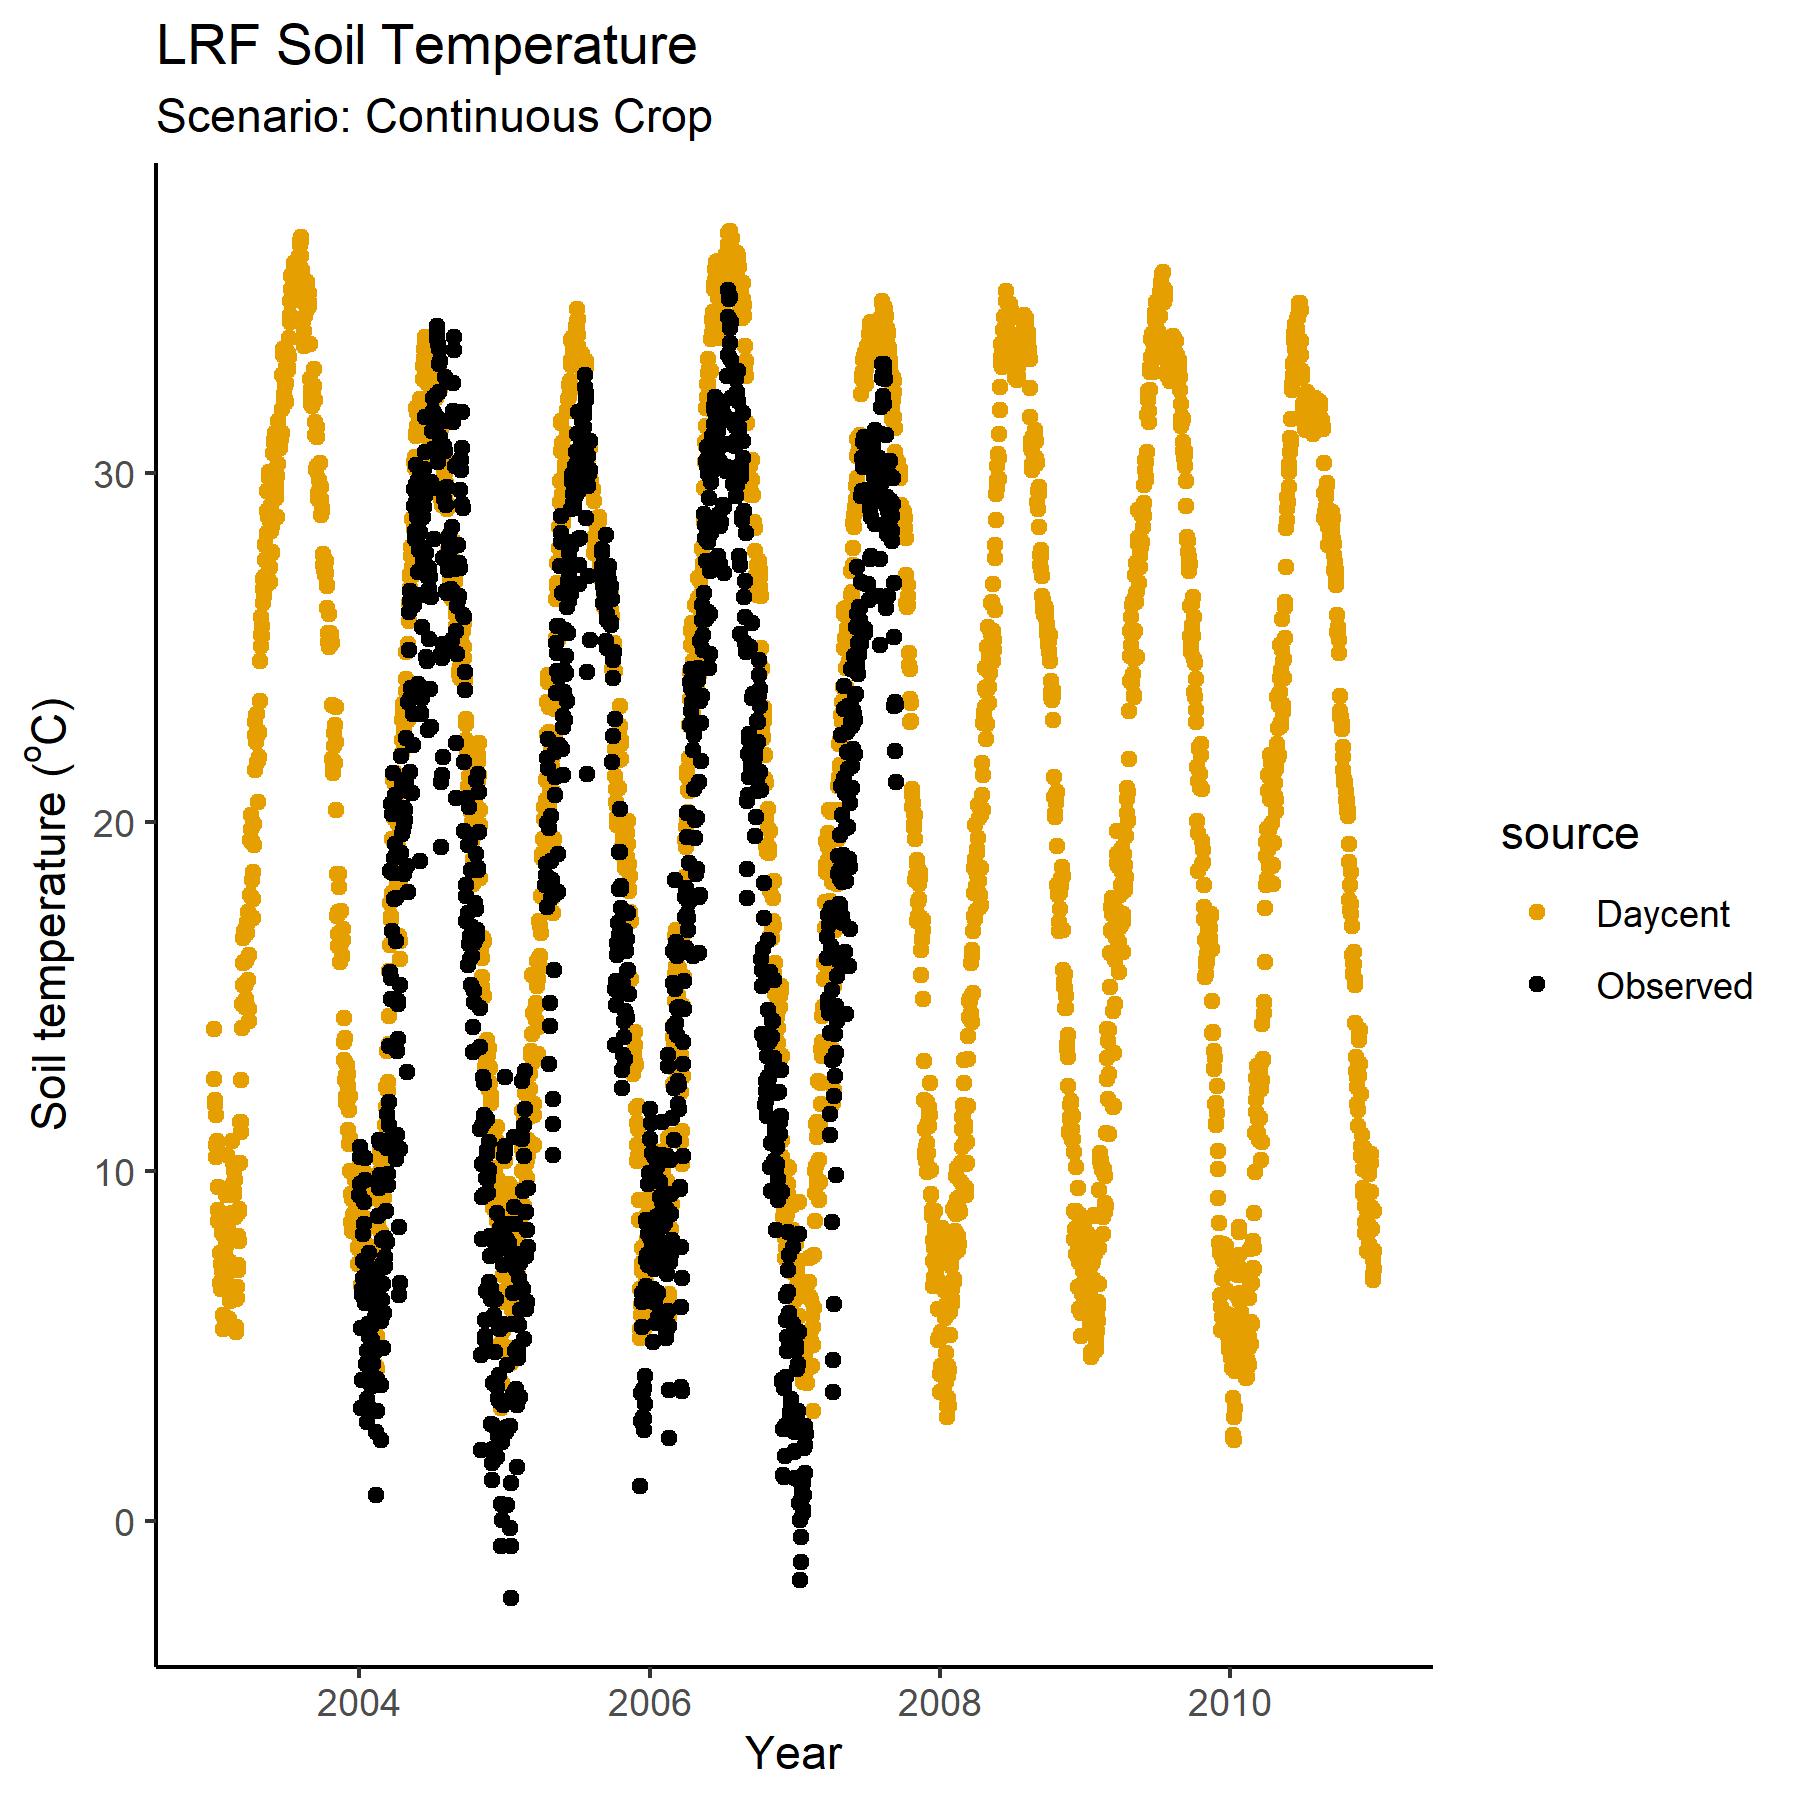 LRF Soil Temperature
Scenario: Continuous Crop
Soil temperature (°C)
30
20
10
0
2004 2006 2008 2010
Year
source
Daycent
Observed